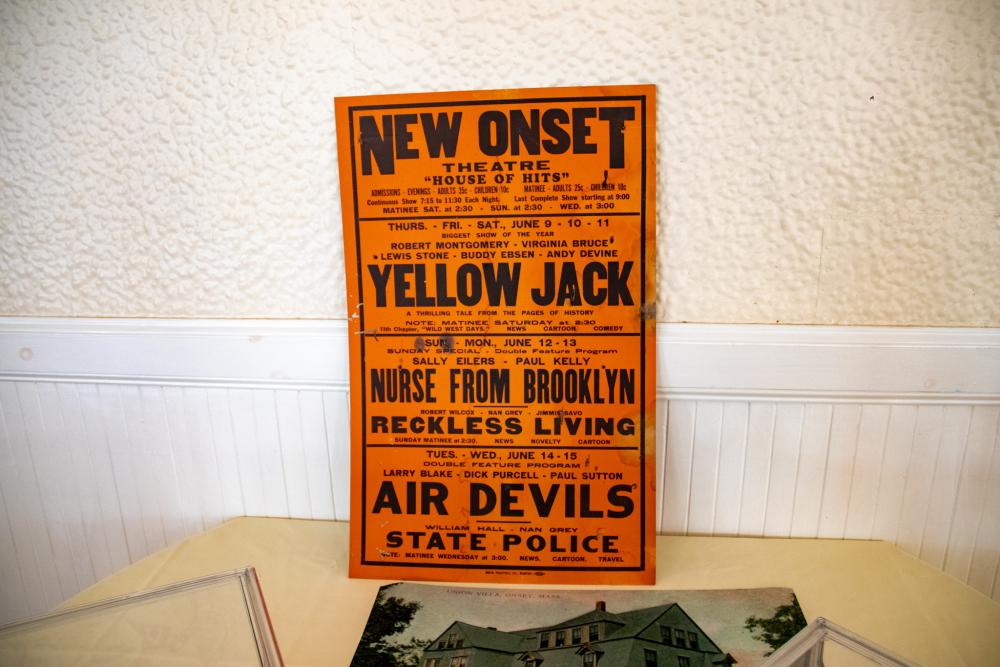 NEW ONSET
THEATRE
"HOUSE OF HITS"
ADMISSIONS - EVENINGS - ADULTS 35c - CHILDREN 10c MATINEE - ADULTS 25c - CHILDREN 10c
Continuous Show 7:15 to 11:30 Each Night, Last Complete Show starting at 9:00
MATINEE SAT. at 2:30 - SUN. at 2:30 - WED. at 3:00
THURS. - FRI. - SAT., JUNE 9 - 10 - 11
BIGGEST SHOW OF THE YEAR
ROBERT MONTGOMERY - VIRGINIA BRUCE
LEWIS STONE - BUDDY EBSEN - ANDY DEVINE
YELLOW JACK
A THRILLING TALE FROM THE PAGES OF HISTORY
NOTE: MATINEE SATURDAY at 2:30
11th Chapter, "WILD WEST DAYS." NEWS CARTOON COMEDY
SUN. - MON., JUNE 12 - 13
SUNDAY SPECIAL - Double Feature Program
SALLY EILERS - PAUL KELLY
NURSE FROM BROOKLYN
ROBERT WILCOX - NAN GREY - JIMMIE SAVO
RECKLESS LIVING
SUNDAY MATINEE at 2:30. NEWS NOVELTY CARTOON
TUES. - WED., JUNE 14 - 15
DOUBLE FEATURE PROGRAM
LARRY BLAKE - DICK PURCELL - PAUL SUTTON
AIR DEVILS
WILLIAM HALL - NAN GREY
STATE POLICE
NOTE: MATINEE WEDNESDAY at 3:00. NEWS. CARTOON. TRAVEL
UNION VILLA, ONSET, MASS.